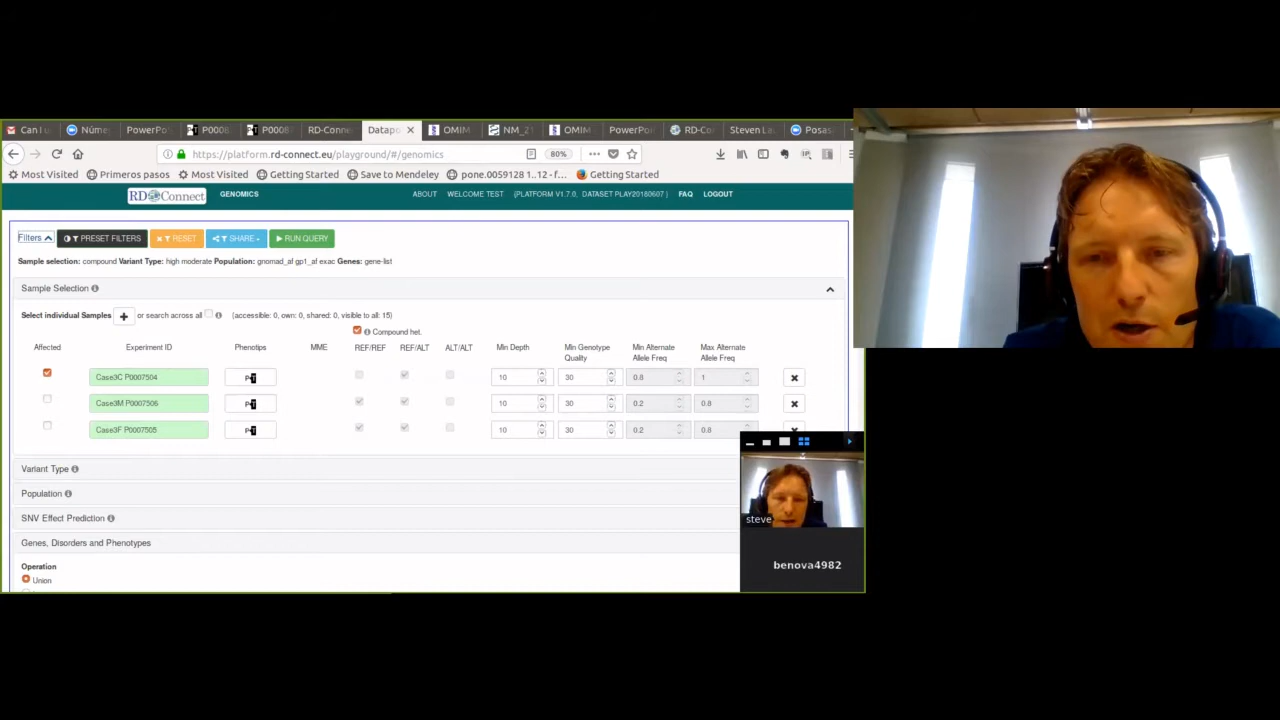 Can I u Númer PowerPoi P0008 P00087 RD-Conne Datapo OMIM NM_21 OMIM PowerPoi RD-Co Steven La Posas
https://platform.rd-connect.eu/playground/#/genomics 80%
Most Visited Primeros pasos Most Visited Getting Started Save to Mendeley pone.0059128 1..12 - f... Getting Started
RD Connect GENOMICS ABOUT WELCOME TEST (PLATFORM V1.7.0, DATASET PLAY20180607 ) FAQ LOGOUT
Filters PRESET FILTERS RESET SHARE RUN QUERY
Sample selection: compound Variant Type: high moderate Population: gnomad_af gp1_af exac Genes: gene-list
Sample Selection
Select individual Samples or search across all (accessible: 0, own: 0, shared: 0, visible to all: 15)
Compound het.
Affected Experiment ID Phenotips MME REF/REF REF/ALT ALT/ALT Min Depth Min Genotype Quality Min Alternate Allele Freq Max Alternate Allele Freq
Case3C P0007504 10 30 0.8 1
Case3M P0007506 10 30 0.2 0.8
Case3F P0007505 10 30 0.2 0.8
Variant Type
Population
SNV Effect Prediction
Genes, Disorders and Phenotypes
Operation
Union
steve
benova4982